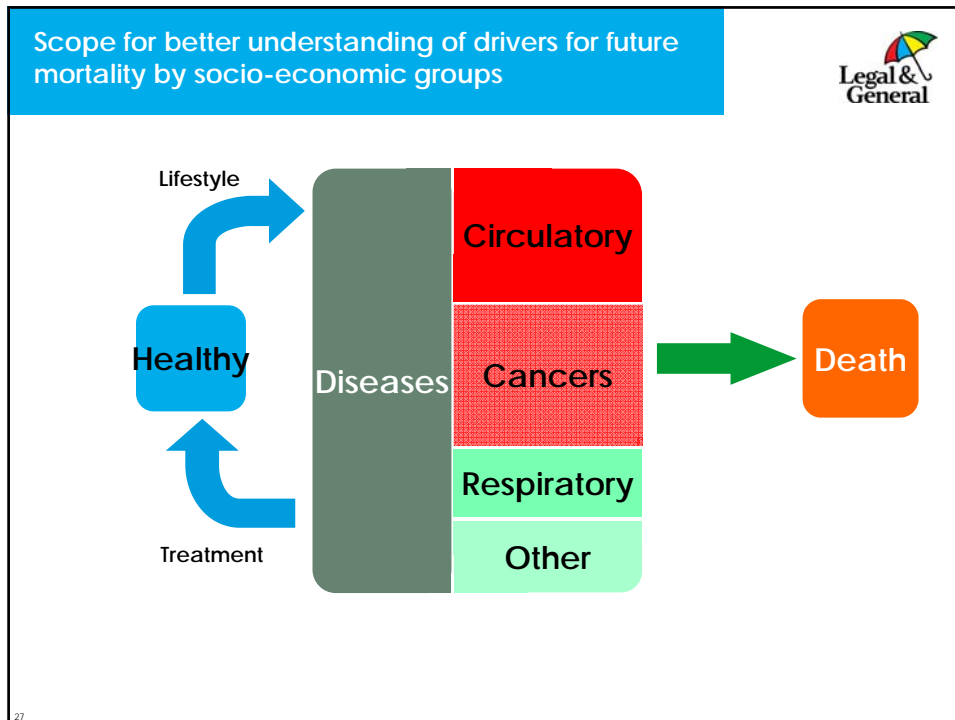 Scope for better understanding of drivers for future
mortality by socio-economic groups
Legal &
General
Lifestyle
Circulatory
Healthy
Diseases
Cancers
Death
Respiratory
Treatment
Other
27